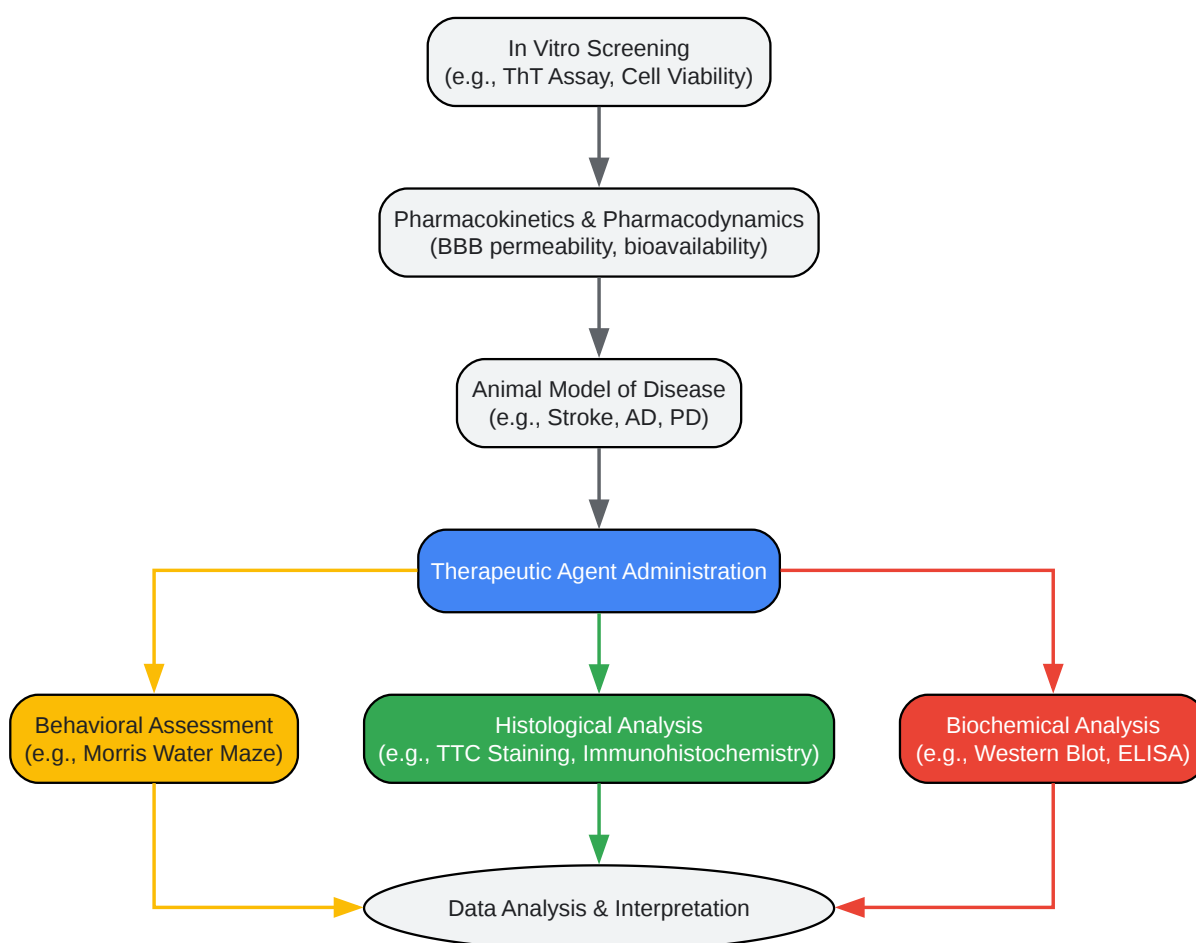 In Vitro Screening
(e.g., ThT Assay, Cell Viability)
Pharmacokinetics & Pharmacodynamics
(BBB permeability, bioavailability)
Animal Model of Disease
(e.g., Stroke, AD, PD)
Therapeutic Agent Administration
Behavioral Assessment
(e.g., Morris Water Maze)
Histological Analysis
(e.g., TTC Staining, Immunohistochemistry)
Biochemical Analysis
(e.g., Western Blot, ELISA)
Data Analysis & Interpretation